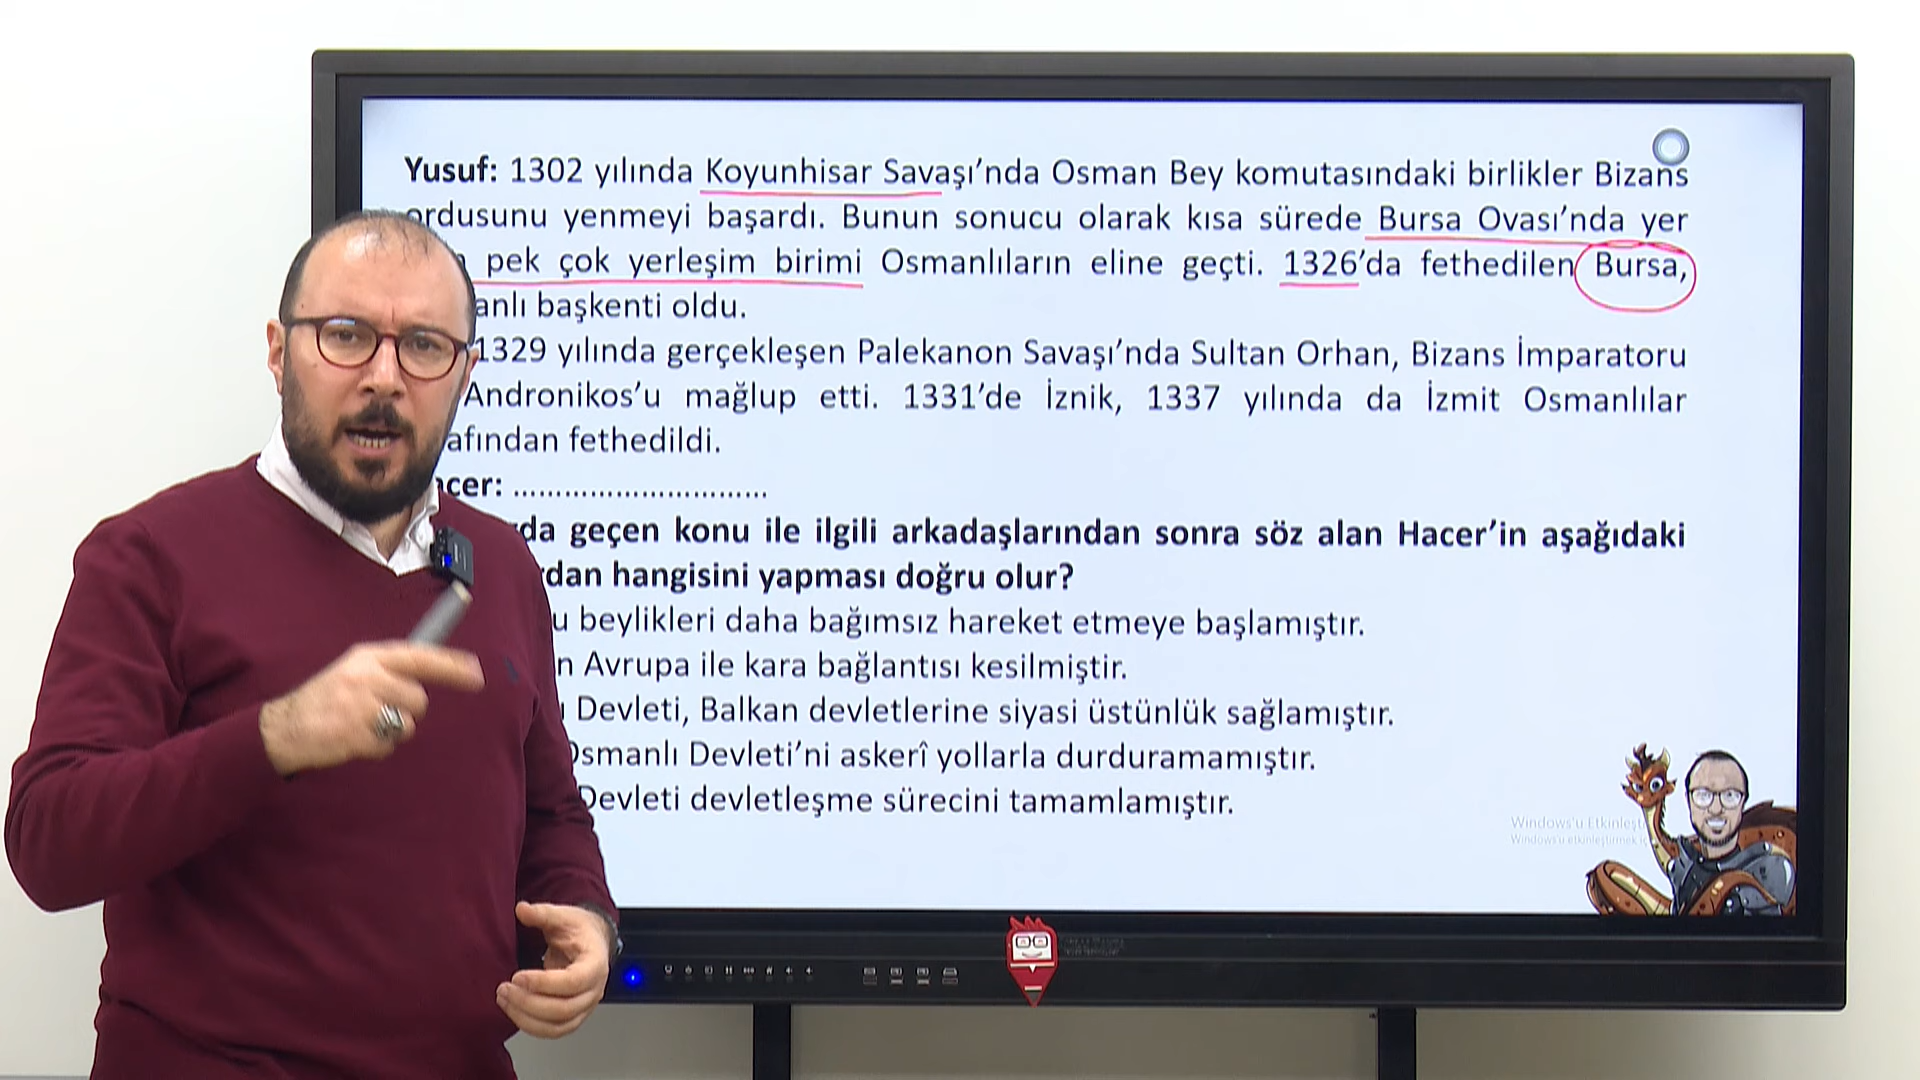 Yusuf: 1302 yılında Koyunhisar Savaşı’nda Osman Bey komutasındaki birlikler Bizans
ordusunu yenmeyi başardı. Bunun sonucu olarak kısa sürede Bursa Ovası’nda yer
pek çok yerleşim birimi Osmanlıların eline geçti. 1326’da fethedilen Bursa,
anlı başkenti oldu.
1329 yılında gerçekleşen Palekanon Savaşı’nda Sultan Orhan, Bizans İmparatoru
Andronikos’u mağlup etti. 1331’de İznik, 1337 yılında da İzmit Osmanlılar
afından fethedildi.
acer: ..............................
da geçen konu ile ilgili arkadaşlarından sonra söz alan Hacer’in aşağıdaki
dan hangisini yapması doğru olur?
u beylikleri daha bağımsız hareket etmeye başlamıştır.
n Avrupa ile kara bağlantısı kesilmiştir.
Devleti, Balkan devletlerine siyasi üstünlük sağlamıştır.
Osmanlı Devleti’ni askerî yollarla durduramamıştır.
Devleti devletleşme sürecini tamamlamıştır.
Windows'u Etkinleşti
Windows'u etkinleştirmek iç